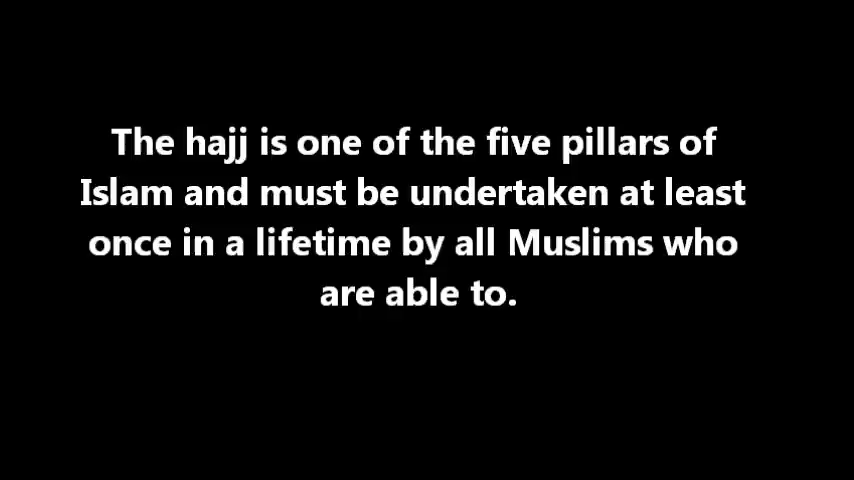 The hajj is one of the five pillars of
Islam and must be undertaken at least
once in a lifetime by all Muslims who
are able to.